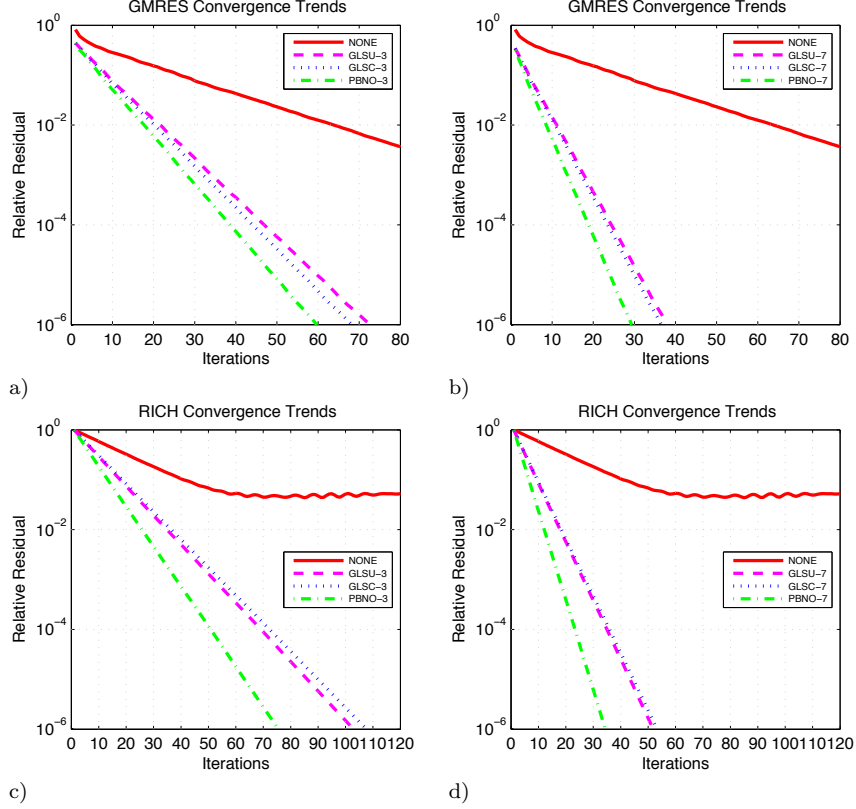 GMRES Convergence Trends
10^0
10^−2
10^−4
10^−6
Relative Residual
NONE
GLSU−3
GLSC−3
PBNO−3
0 10 20 30 40 50 60 70 80
Iterations
a)
GMRES Convergence Trends
10^0
10^−2
10^−4
10^−6
Relative Residual
NONE
GLSU−7
GLSC−7
PBNO−7
0 10 20 30 40 50 60 70 80
Iterations
b)
RICH Convergence Trends
10^0
10^−2
10^−4
10^−6
Relative Residual
NONE
GLSU−3
GLSC−3
PBNO−3
0 10 20 30 40 50 60 70 80 90 100110120
Iterations
c)
RICH Convergence Trends
10^0
10^−2
10^−4
10^−6
Relative Residual
NONE
GLSU−7
GLSC−7
PBNO−7
0 10 20 30 40 50 60 70 80 90 100110120
Iterations
d)